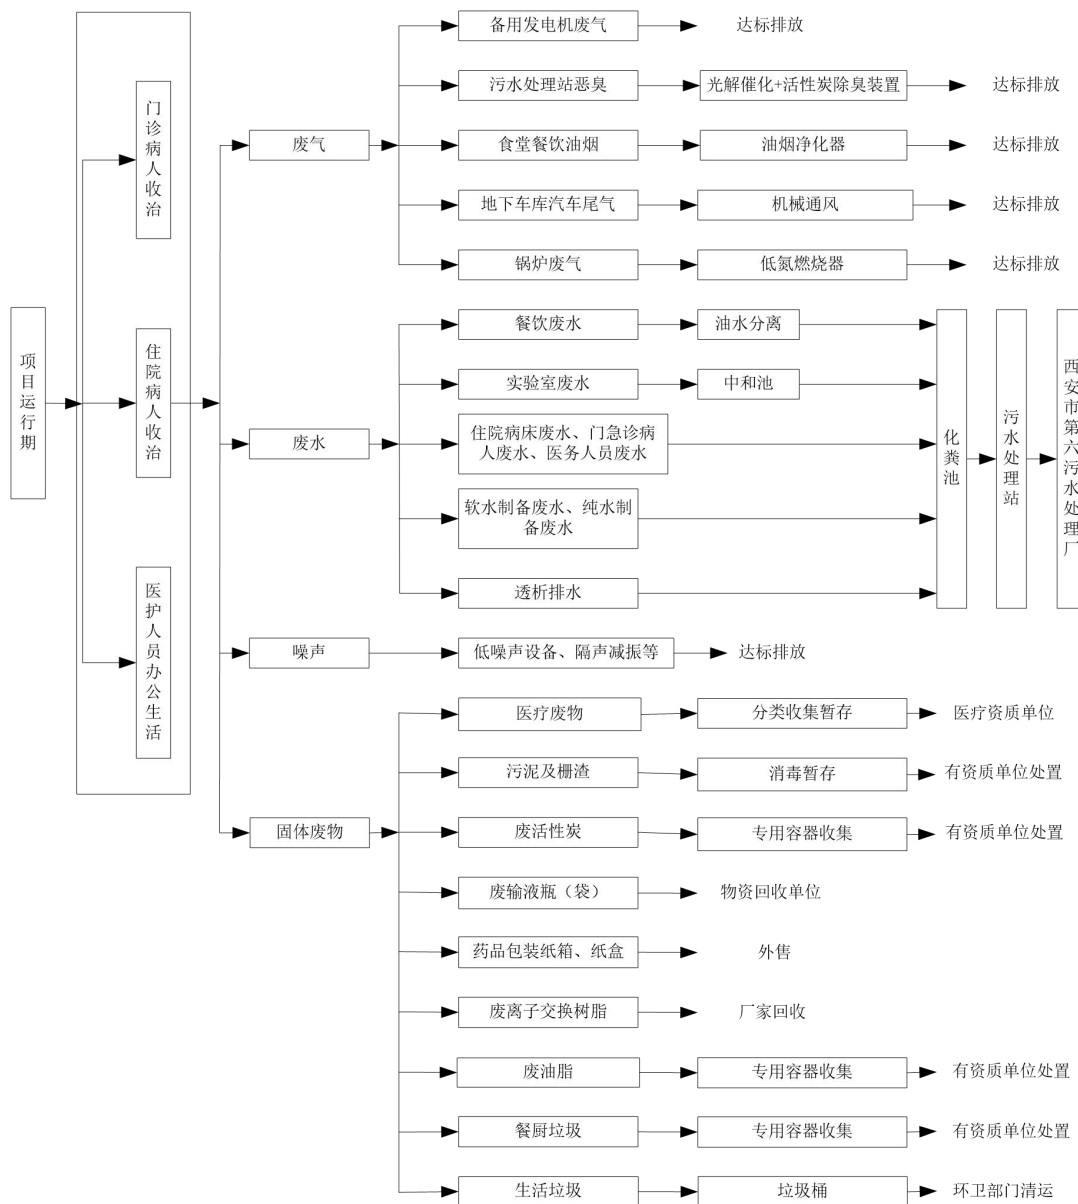 项目运行期
门诊病人收治
住院病人收治
医护人员办公生活
废气
备用发电机废气
达标排放
污水处理站恶臭
光解催化+活性炭除臭装置
达标排放
食堂餐饮油烟
油烟净化器
达标排放
地下车库汽车尾气
机械通风
达标排放
锅炉废气
低氮燃烧器
达标排放
废水
餐饮废水
油水分离
实验室废水
中和池
住院病床废水、门急诊病
人废水、医务人员废水
软水制备废水、纯水制
备废水
透析排水
化粪池
污水处理站
西安市第六污水处理厂
噪声
低噪声设备、隔声减振等
达标排放
固体废物
医疗废物
分类收集暂存
医疗资质单位
污泥及栅渣
消毒暂存
有资质单位处置
废活性炭
专用容器收集
有资质单位处置
废输液瓶（袋）
物资回收单位
药品包装纸箱、纸盒
外售
废离子交换树脂
厂家回收
废油脂
专用容器收集
有资质单位处置
餐厨垃圾
专用容器收集
有资质单位处置
生活垃圾
垃圾桶
环卫部门清运